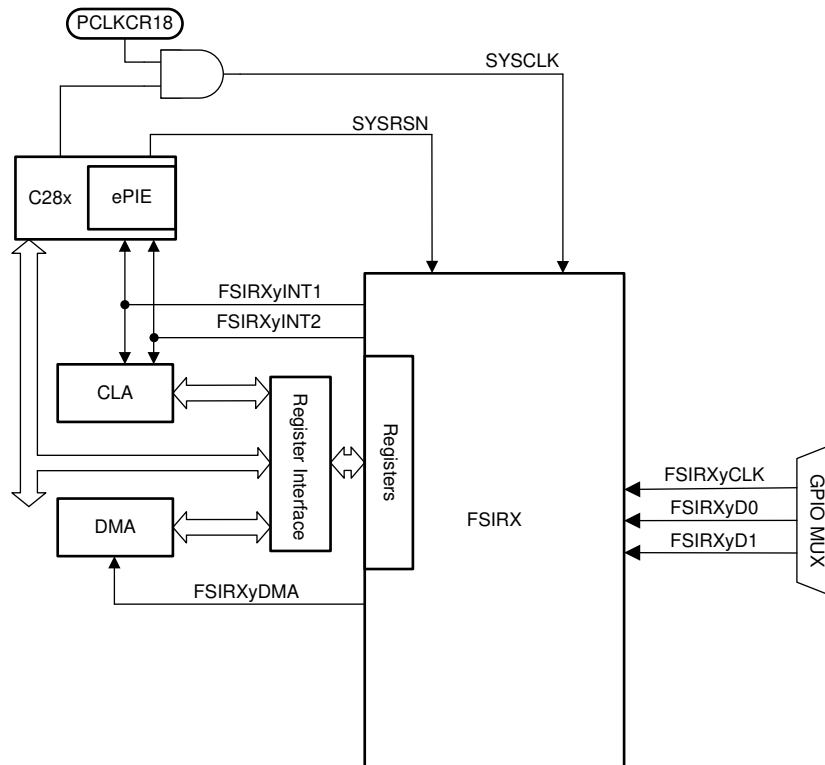 PCLKCR18
SYSCLK
SYSRSN
C28x
ePIE
FSIRXyINT1
FSIRXyINT2
CLA
Register Interface
Registers
FSIRXyCLK
FSIRXyD0
FSIRXyD1
GPIO MUX
FSIRX
DMA
FSIRXyDMA